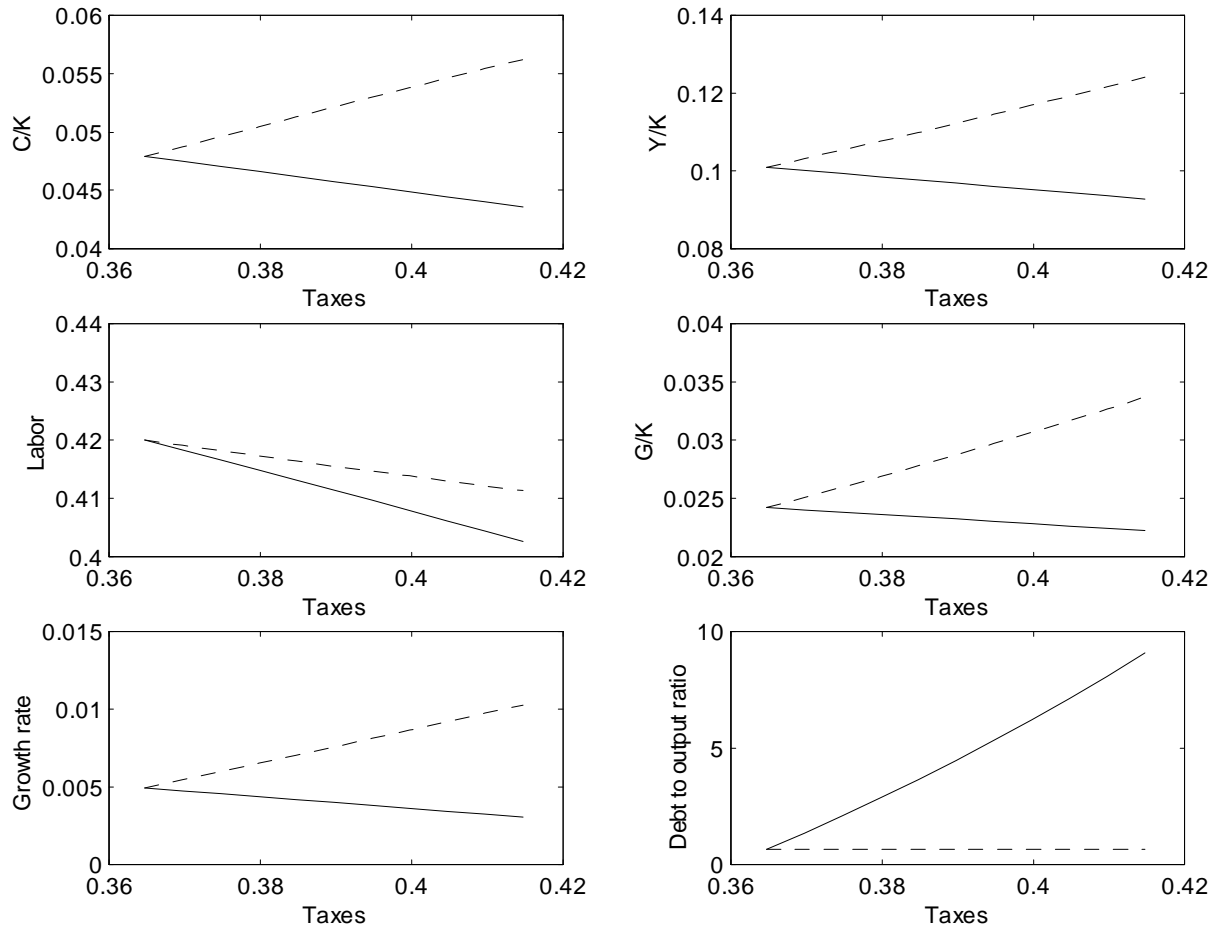 0.06
0.055
0.05
0.045
0.04
C/K
0.36 0.38 0.4 0.42
Taxes
0.14
0.12
0.1
0.08
Y/K
0.36 0.38 0.4 0.42
Taxes
0.44
0.43
0.42
0.41
0.4
Labor
0.36 0.38 0.4 0.42
Taxes
0.04
0.035
0.03
0.025
0.02
G/K
0.36 0.38 0.4 0.42
Taxes
0.015
0.01
0.005
0
Growth rate
0.36 0.38 0.4 0.42
Taxes
10
5
0
Debt to output ratio
0.36 0.38 0.4 0.42
Taxes